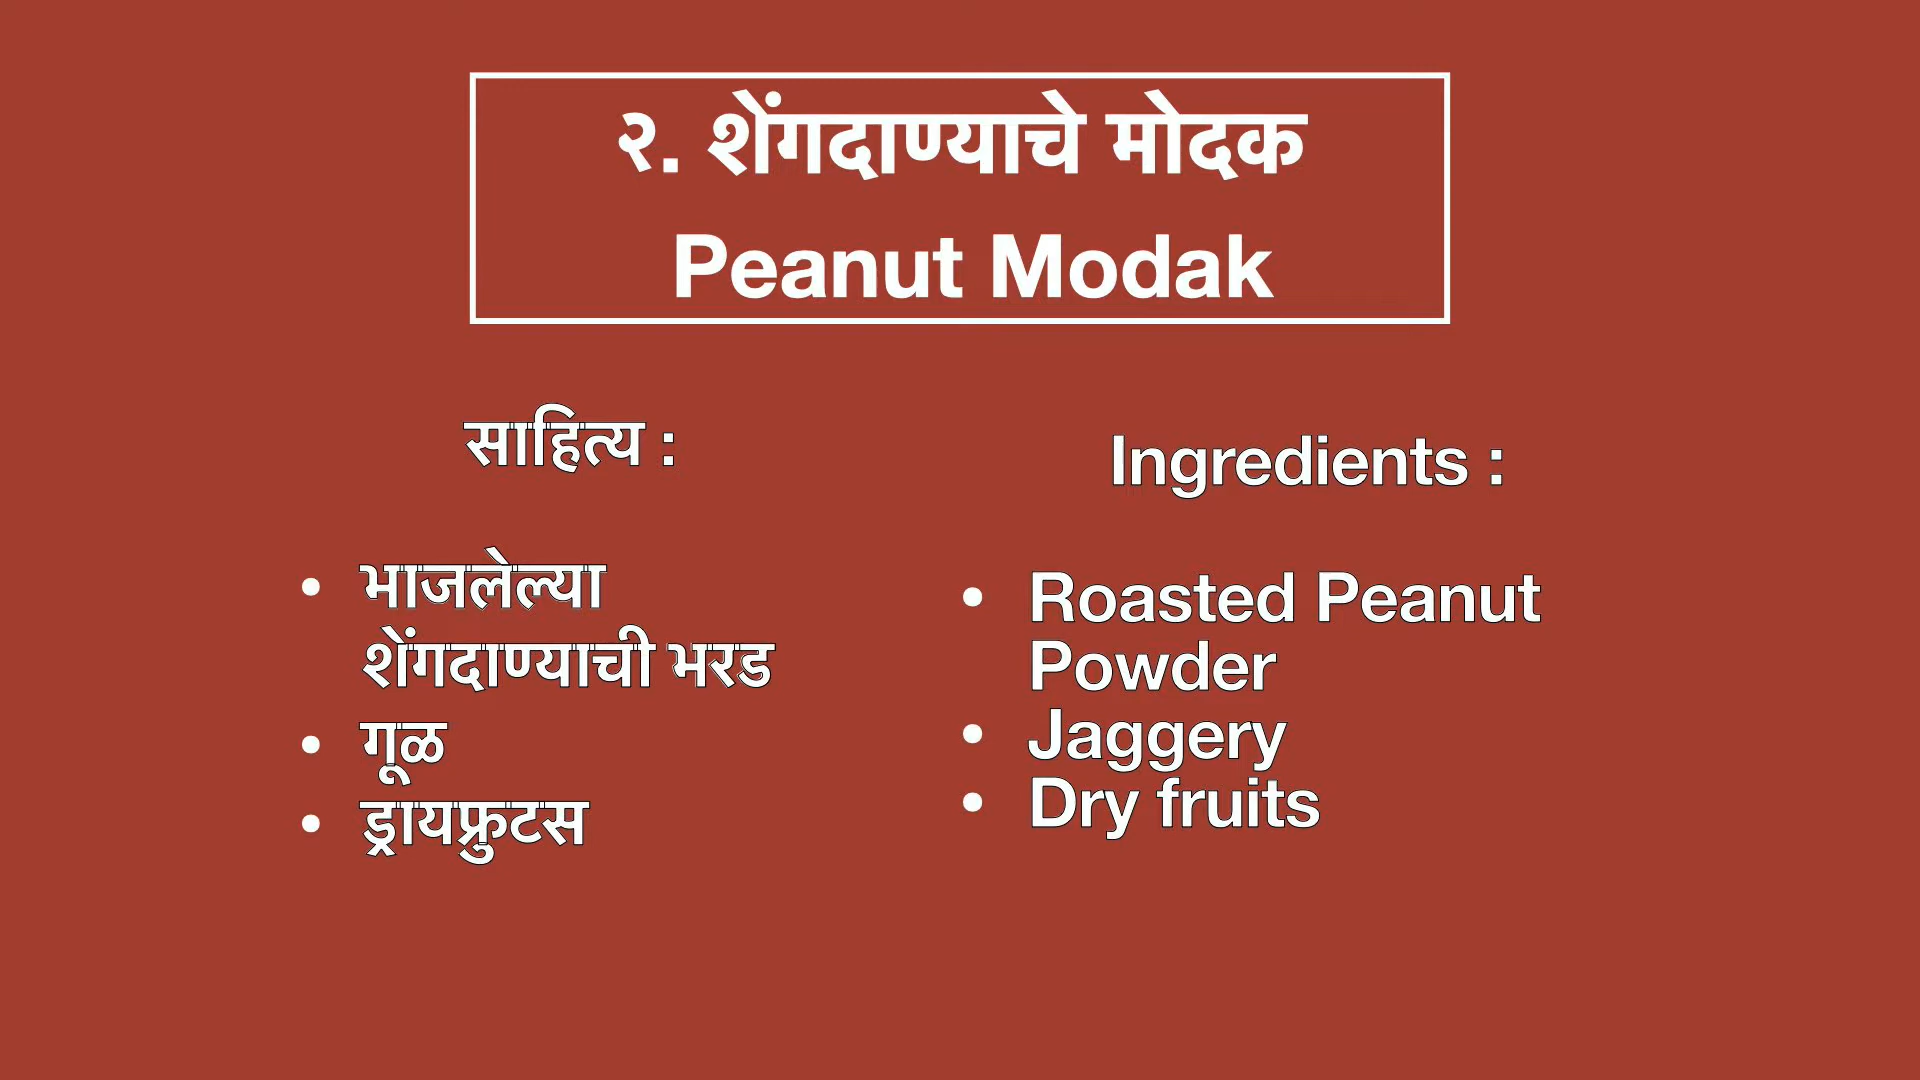 २. शेंगदाण्याचे मोदक
Peanut Modak
साहित्य :
• भाजलेल्या
शेंगदाण्याची भरड
• गूळ
• ड्रायफ्रुटस
Ingredients :
• Roasted Peanut
Powder
• Jaggery
• Dry fruits